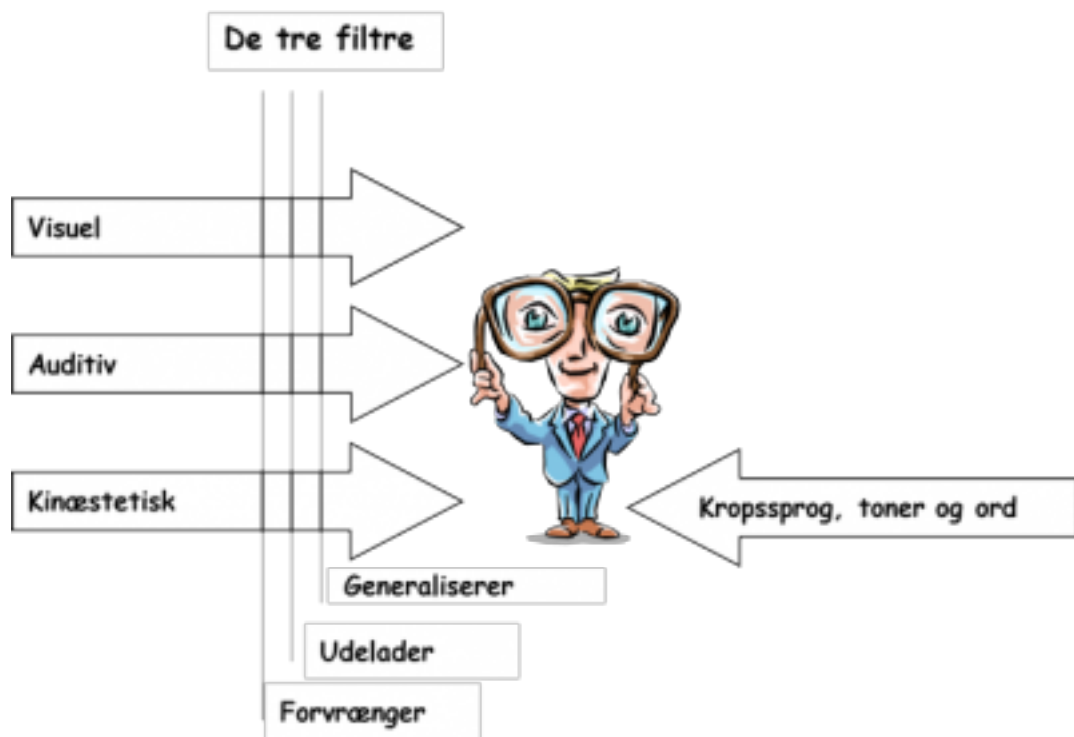 De tre filtre
Visuel
Auditiv
Kinæstetisk
Kropssprog, toner og ord
Generaliserer
Udelader
Forvrænger